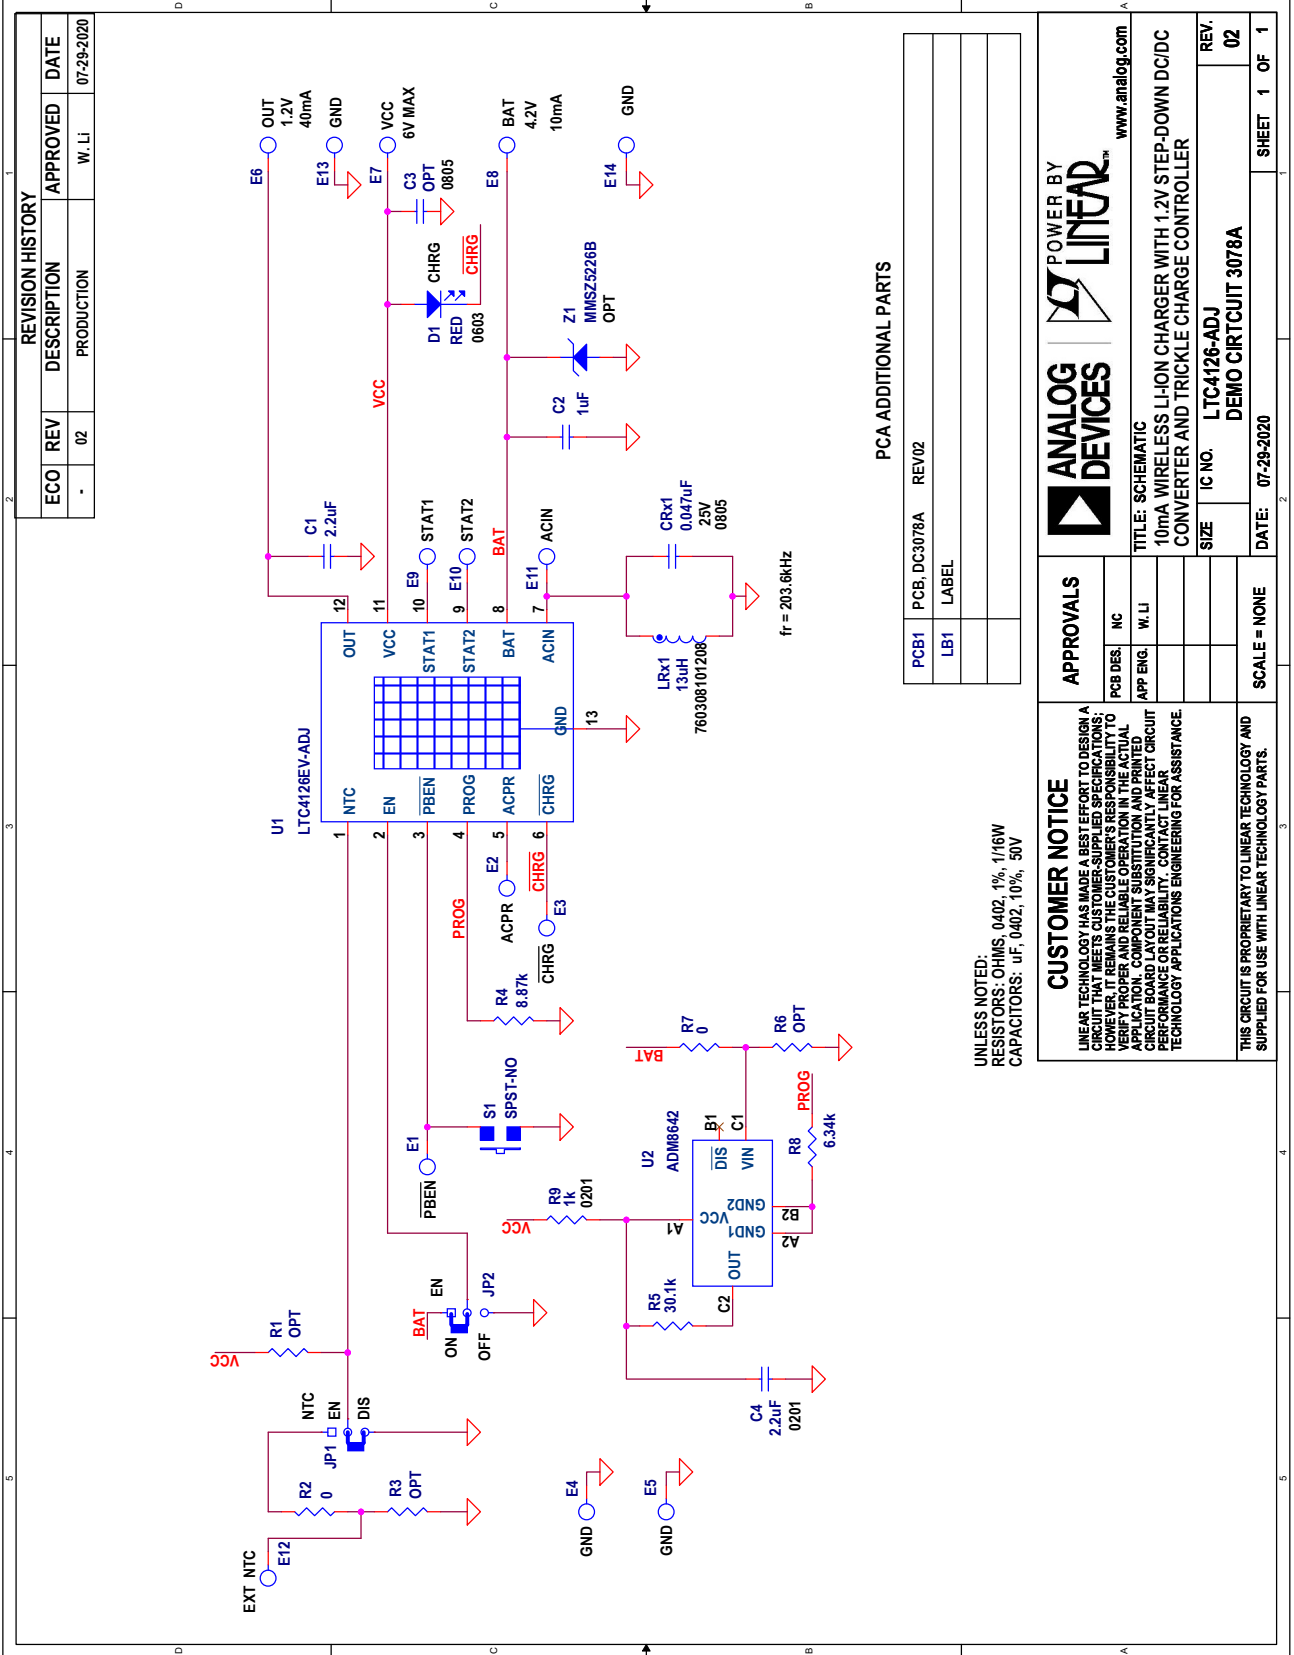 REVISION HISTORY
ECO REV DESCRIPTION APPROVED DATE
- 02 PRODUCTION W. Li 07-29-2020
5 4 3 2 1
D
C
B
A
EXT NTC
E12
R2
0
R3
OPT
JP1
NTC
EN
DIS
VCC
R1
OPT
BAT
ON
OFF
EN
JP2
PBEN
E1
S1
SPST-NO
R4
8.87k
PROG
ACPR
E2
CHRG
E3
CHRG
U1
LTC4126EV-ADJ
1 NTC
2 EN
3 PBEN
4 PROG
5 ACPR
6 CHRG
OUT 12
VCC 11
STAT1 10
STAT2 9
BAT 8
ACIN 7
GND
13
C1
2.2uF
E9
STAT1
E10
STAT2
BAT
E11
ACIN
LRx1
13uH
760308101208
CRx1
0.047uF
25V
0805
fr = 203.6kHz
C2
1uF
Z1
MMSZ5226B
OPT
VCC
D1
RED
0603
CHRG
CHRG
C3
OPT
0805
E6
OUT
1.2V
40mA
E13
GND
E7
VCC
6V MAX
E8
BAT
4.2V
10mA
E14
GND
E4
GND
E5
GND
C4
2.2uF
0201
R5
30.1k
VCC
R9
1k
0201
U2
ADM8642
A1
VCC
DIS
B1
VIN
C1
OUT
C2
GND1
A2
GND2
B2
R8
6.34k
PROG
BAT
R7
0
R6
OPT
PCA ADDITIONAL PARTS
PCB1 PCB, DC3078A REV02
LB1 LABEL
UNLESS NOTED:
RESISTORS: OHMS, 0402, 1%, 1/16W
CAPACITORS: uF, 0402, 10%, 50V
CUSTOMER NOTICE
LINEAR TECHNOLOGY HAS MADE A BEST EFFORT TO DESIGN A
CIRCUIT THAT MEETS CUSTOMER-SUPPLIED SPECIFICATIONS;
HOWEVER, IT REMAINS THE CUSTOMER'S RESPONSIBILITY TO
VERIFY PROPER AND RELIABLE OPERATION IN THE ACTUAL
APPLICATION. COMPONENT SUBSTITUTION AND PRINTED
CIRCUIT BOARD LAYOUT MAY SIGNIFICANTLY AFFECT CIRCUIT
PERFORMANCE OR RELIABILITY. CONTACT LINEAR
TECHNOLOGY APPLICATIONS ENGINEERING FOR ASSISTANCE.
THIS CIRCUIT IS PROPRIETARY TO LINEAR TECHNOLOGY AND
SUPPLIED FOR USE WITH LINEAR TECHNOLOGY PARTS.
APPROVALS
PCB DES. NC
APP ENG. W. Li
SCALE = NONE
ANALOG
DEVICES
POWER BY
LINEAR™
www.analog.com
TITLE: SCHEMATIC
10mA WIRELESS LI-ION CHARGER WITH 1.2V STEP-DOWN DC/DC
CONVERTER AND TRICKLE CHARGE CONTROLLER
SIZE
IC NO.
LTC4126-ADJ
DEMO CIRTCUIT 3078A
REV.
02
DATE: 07-29-2020
SHEET 1 OF 1
5 4 3 2 1
D
C
B
A